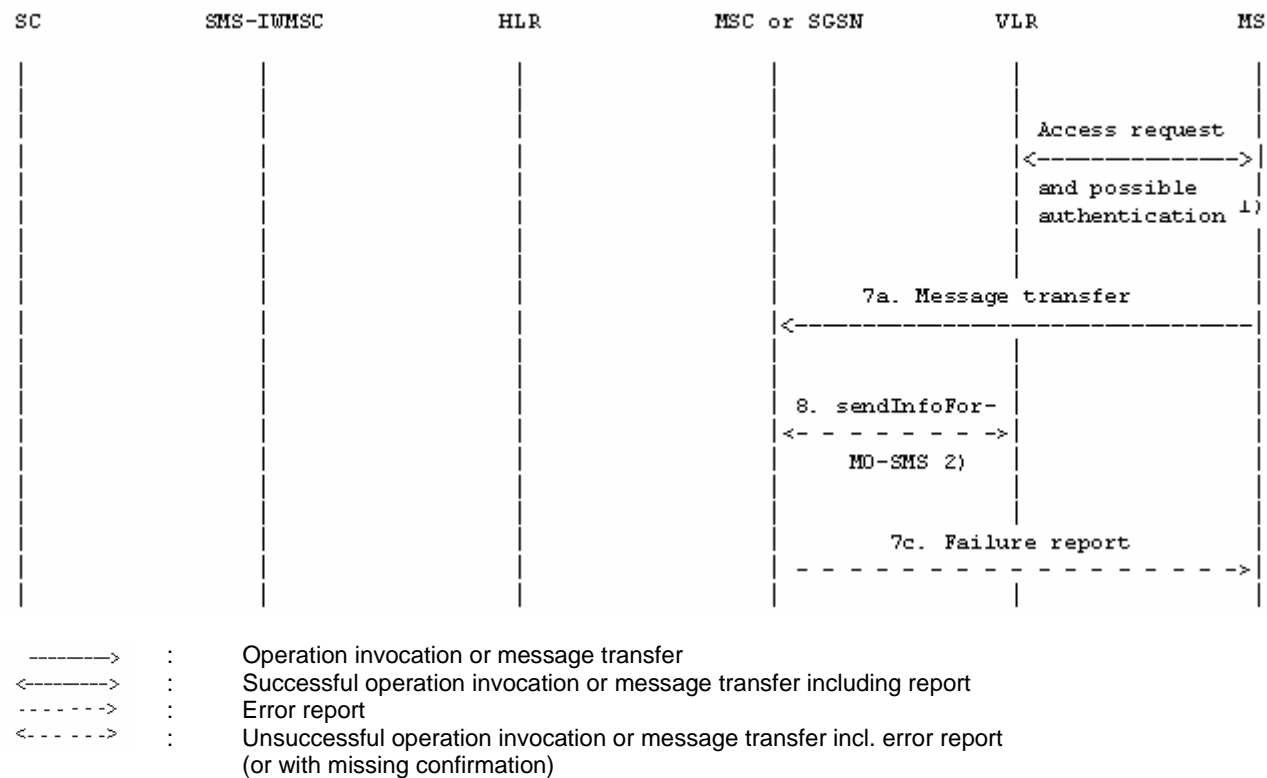 SC SMS-IWMSC HLR MSC or SGSN VLR MS
Access request
and possible
authentication 1)
7a. Message transfer
8. sendInfoFor-
MO-SMS 2)
7c. Failure report
: Operation invocation or message transfer
: Successful operation invocation or message transfer including report
: Error report
: Unsuccessful operation invocation or message transfer incl. error report
(or with missing confirmation)